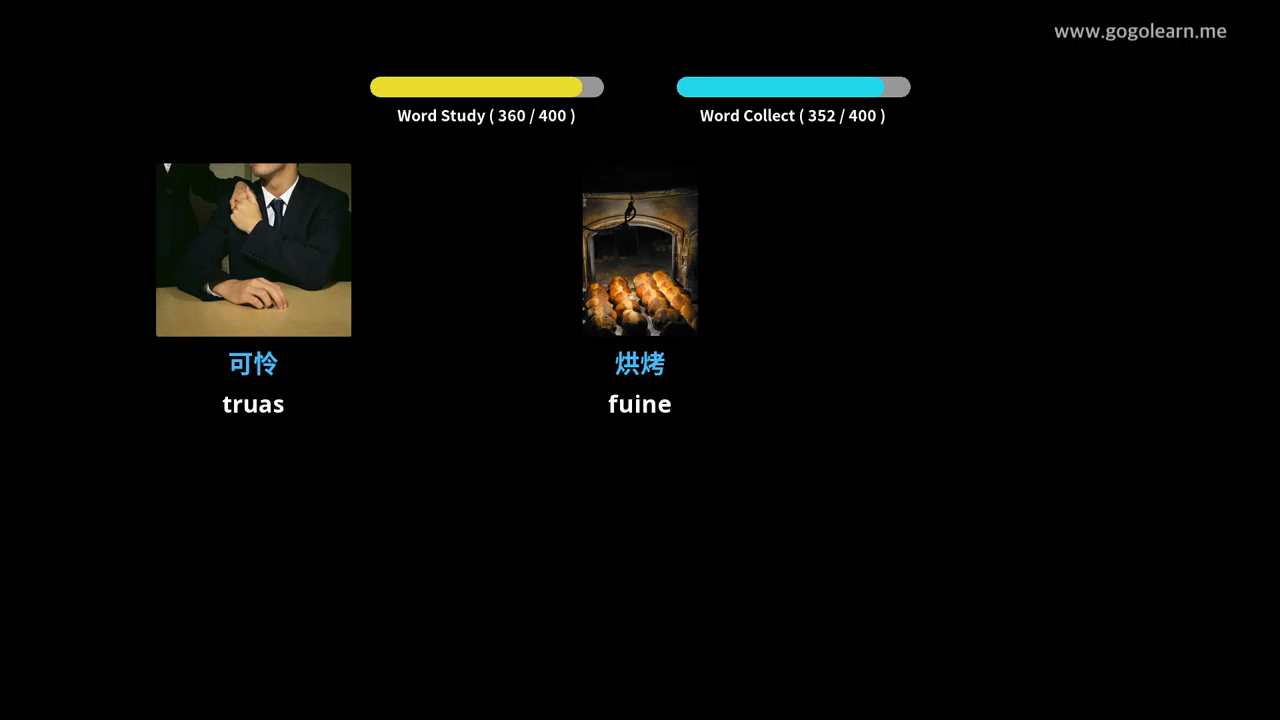 www.gogolearn.me
Word Study ( 360 / 400 )
Word Collect ( 352 / 400 )
可怜
truas
烘烤
fuine